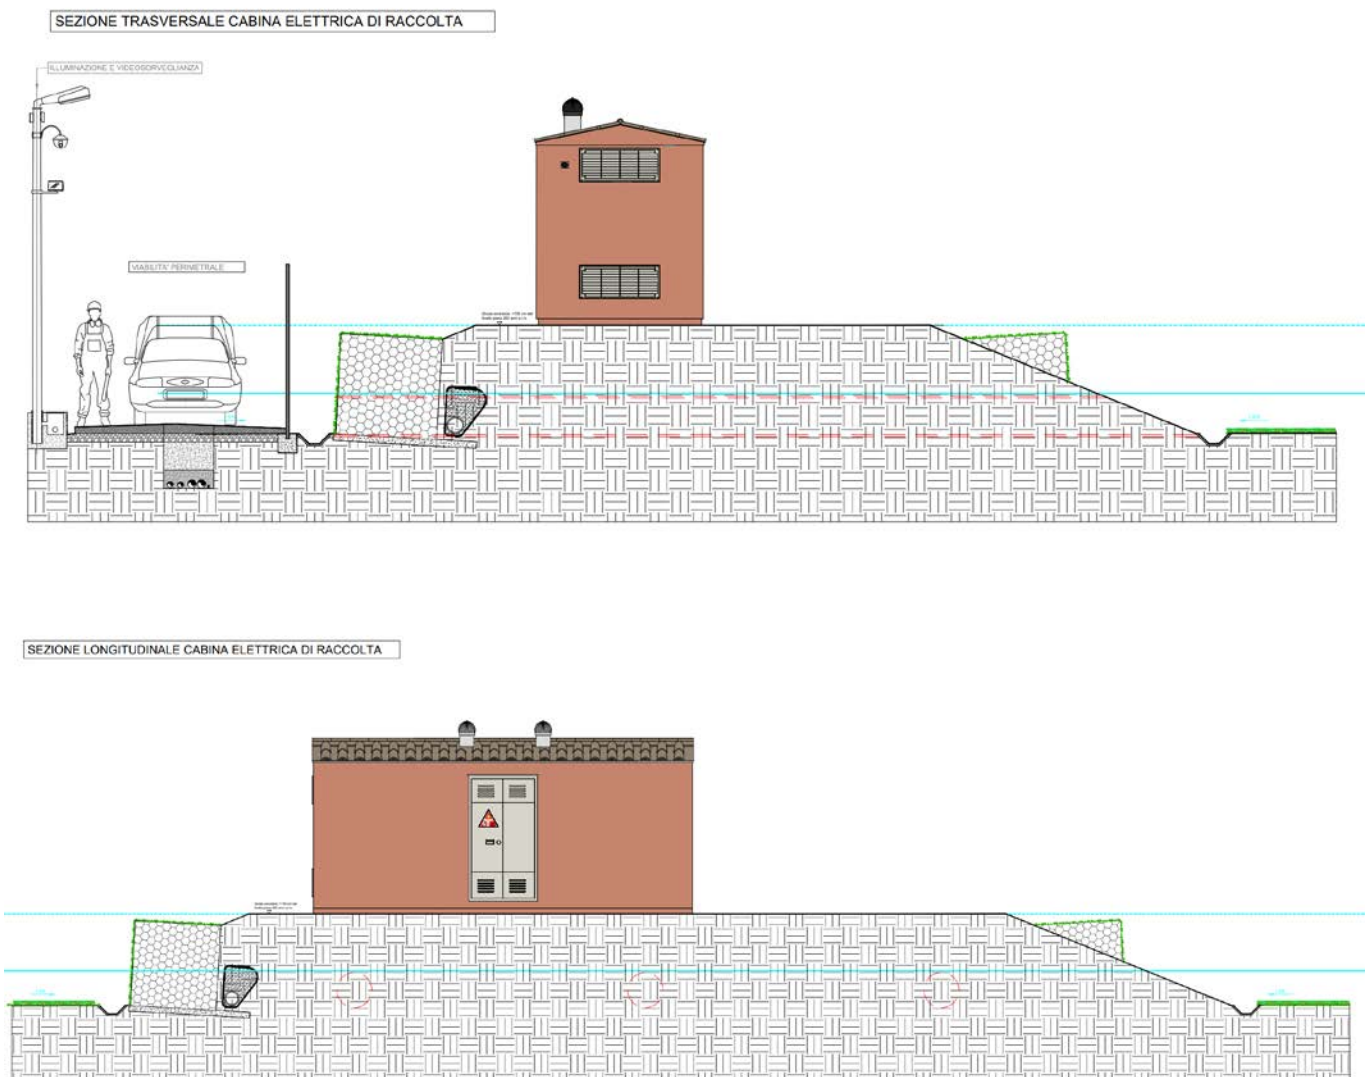 SEZIONE TRASVERSALE CABINA ELETTRICA DI RACCOLTA
ILLUMINAZIONE E VIDEOSORVEGLIANZA
VIABILITA' PERIMETRALE
SEZIONE LONGITUDINALE CABINA ELETTRICA DI RACCOLTA